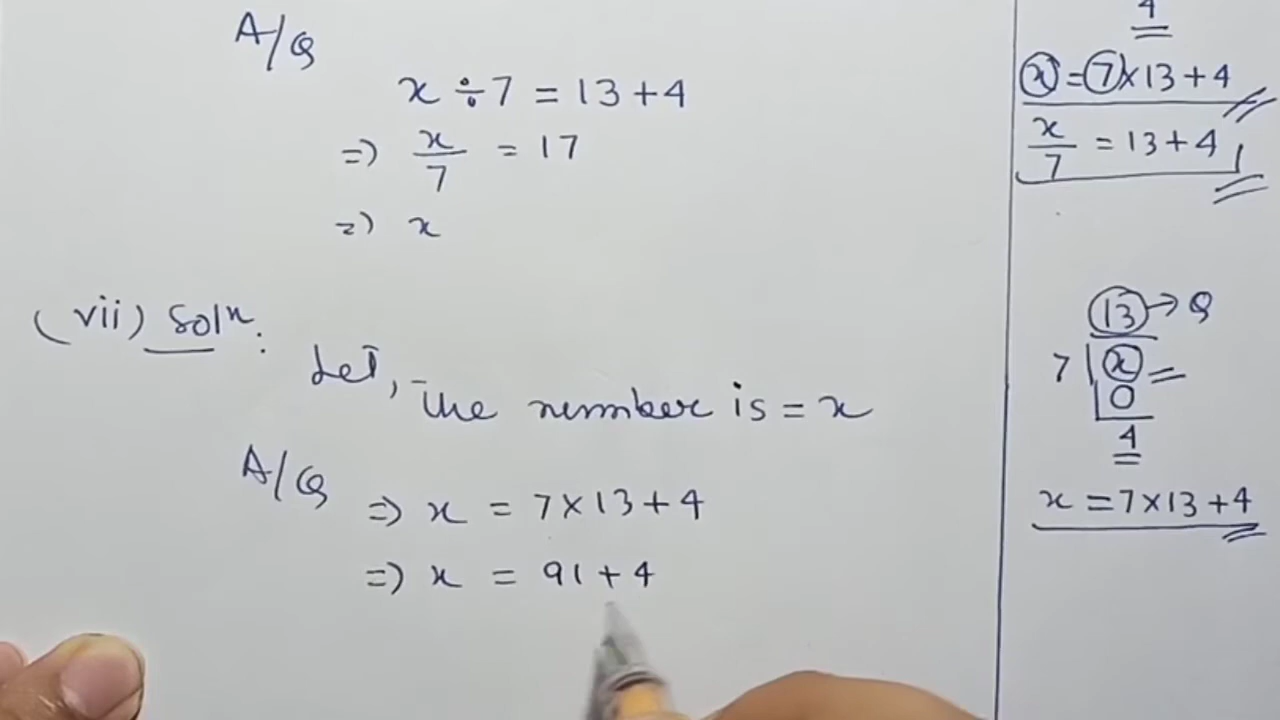 A/Q
x ÷ 7 = 13 + 4
=) x/7 = 17
=) x
(vii) Solⁿ:
Let, The number is = x
A/Q
=> x = 7 × 13 + 4
=) x = 91 + 4
4
x = 7 × 13 + 4
x/7 = 13 + 4
13 → Q
7 x
0
4
x = 7 × 13 + 4